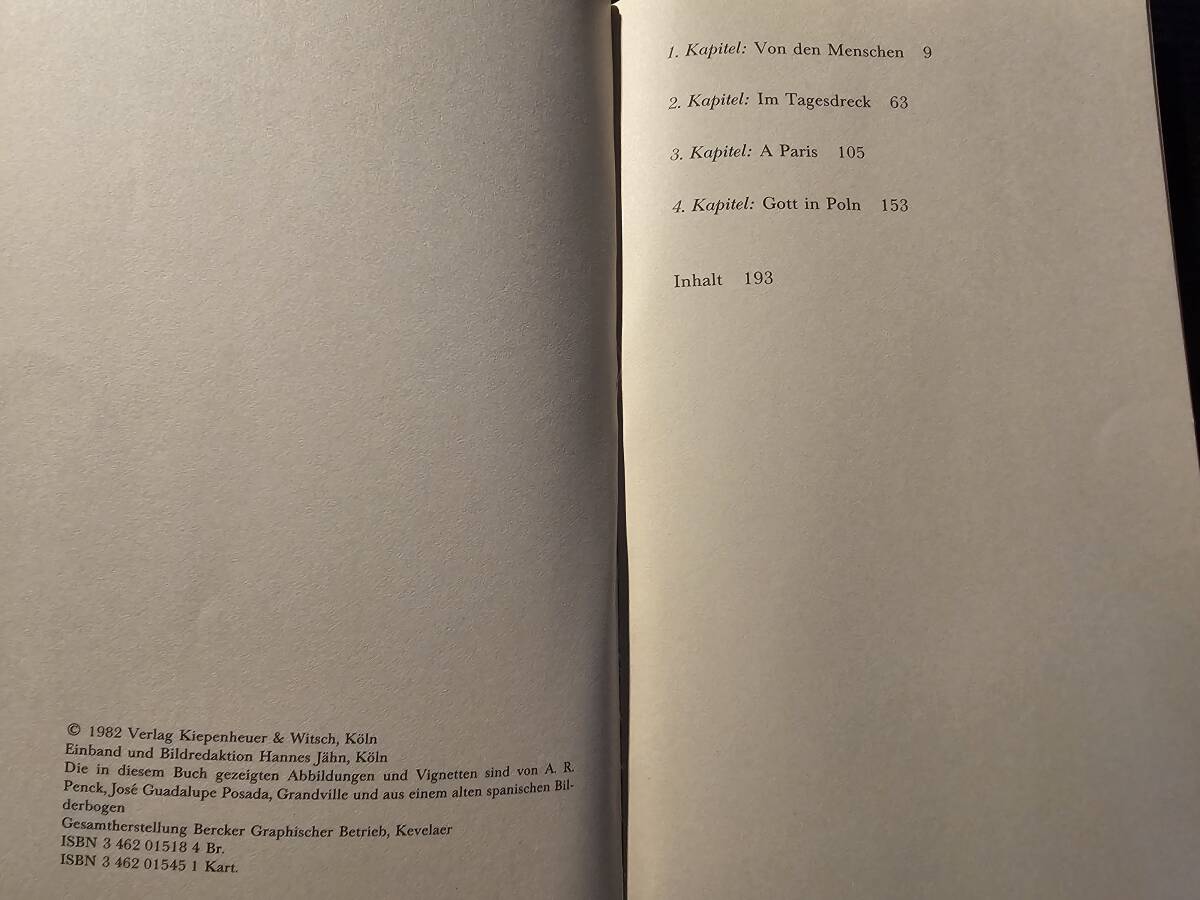 © 1982 Verlag Kiepenheuer & Witsch, Köln
Einband und Bildredaktion Hannes Jähn, Köln
Die in diesem Buch gezeigten Abbildungen und Vignetten sind von A. R.
Penck, José Guadalupe Posada, Grandville und aus einem alten spanischen Bil-
derbogen
Gesamtherstellung Bercker Graphischer Betrieb, Kevelaer
ISBN 3 462 01518 4 Br.
ISBN 3 462 01545 1 Kart.
1. Kapitel: Von den Menschen 9
2. Kapitel: Im Tagesdreck 63
3. Kapitel: A Paris 105
4. Kapitel: Gott in Poln 153
Inhalt 193